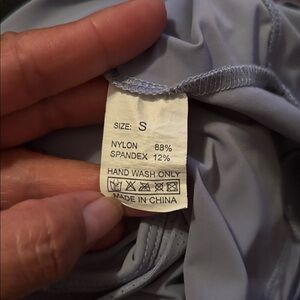 SIZE: S
NYLON 88%
SPANDEX 12%
HAND WASH ONLY
MADE IN CHINA